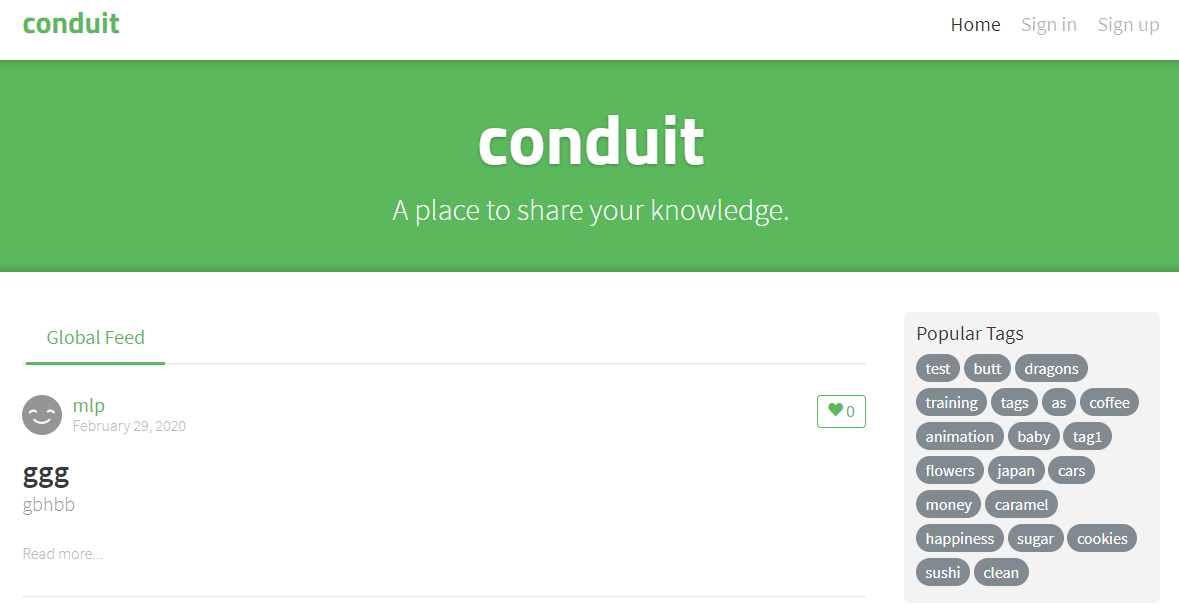 conduit
Home Sign in Sign up
conduit
A place to share your knowledge.
Global Feed
mlp
February 29, 2020
0
ggg
gbhbb
Read more...
Popular Tags
test butt dragons
training tags as coffee
animation baby tag1
flowers japan cars
money caramel
happiness sugar cookies
sushi clean